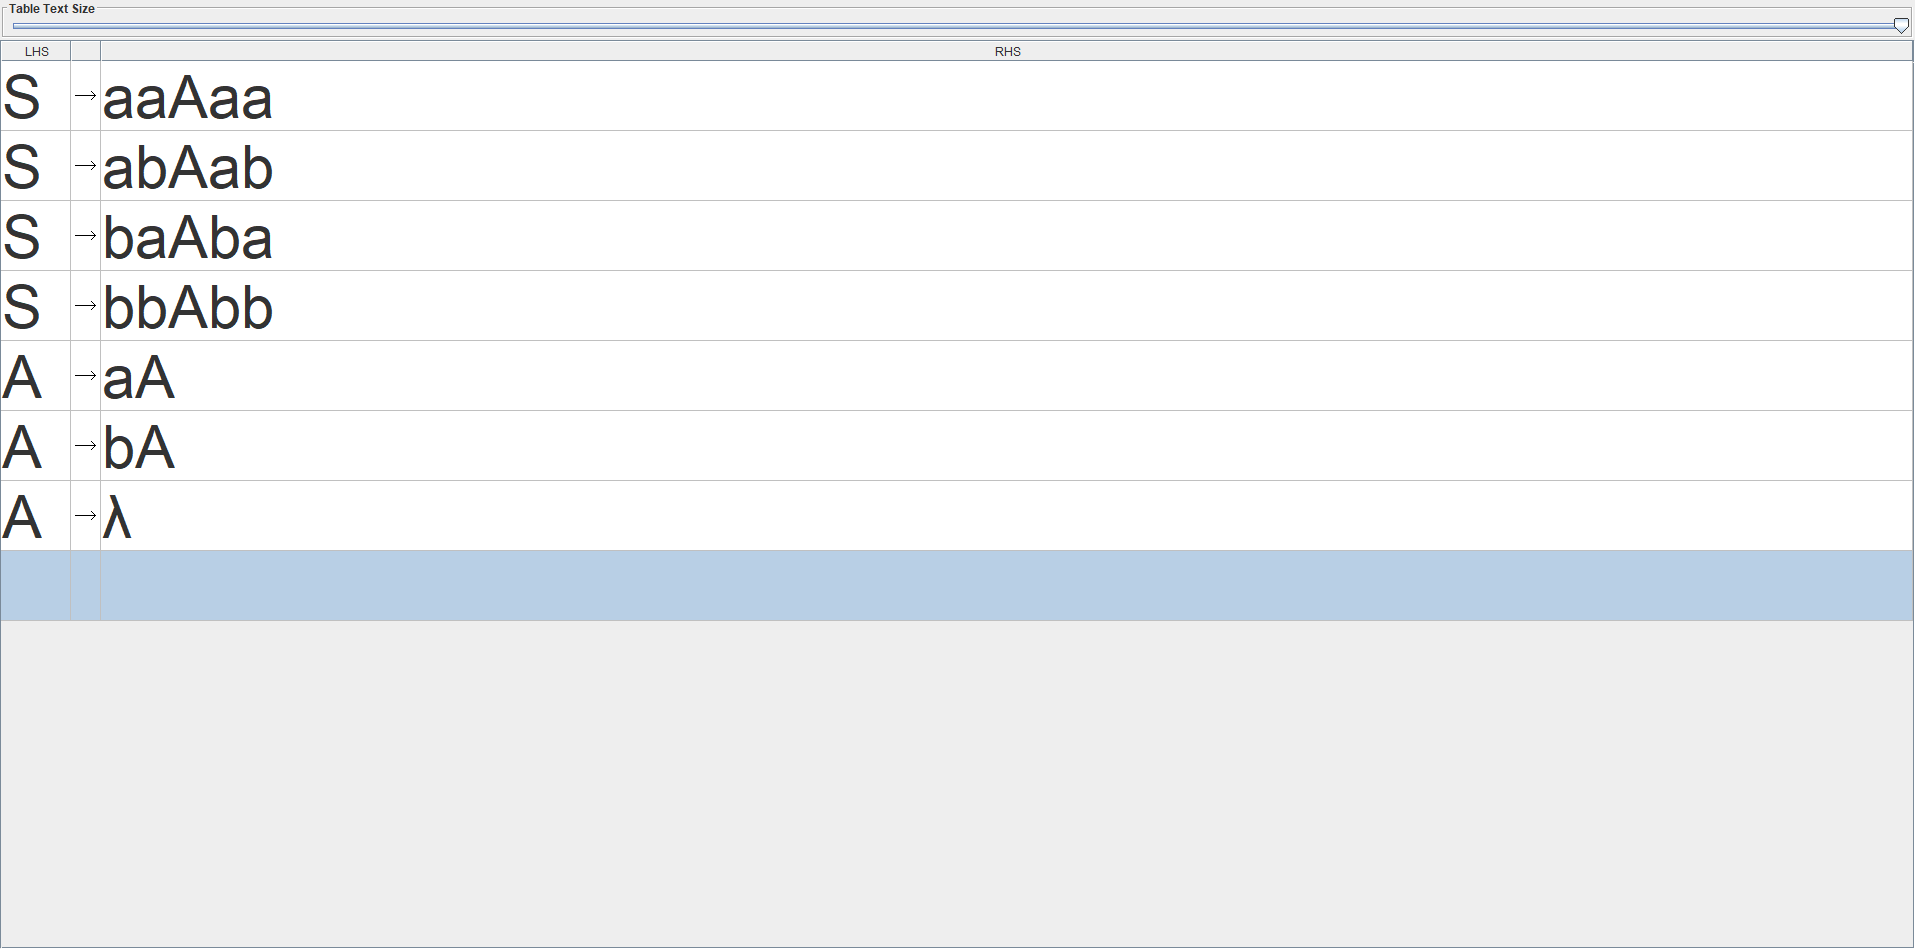 Table Text Size
LHS RHS
S → aaAaa
S → abAab
S → baAba
S → bbAbb
A → aA
A → bA
A → λ